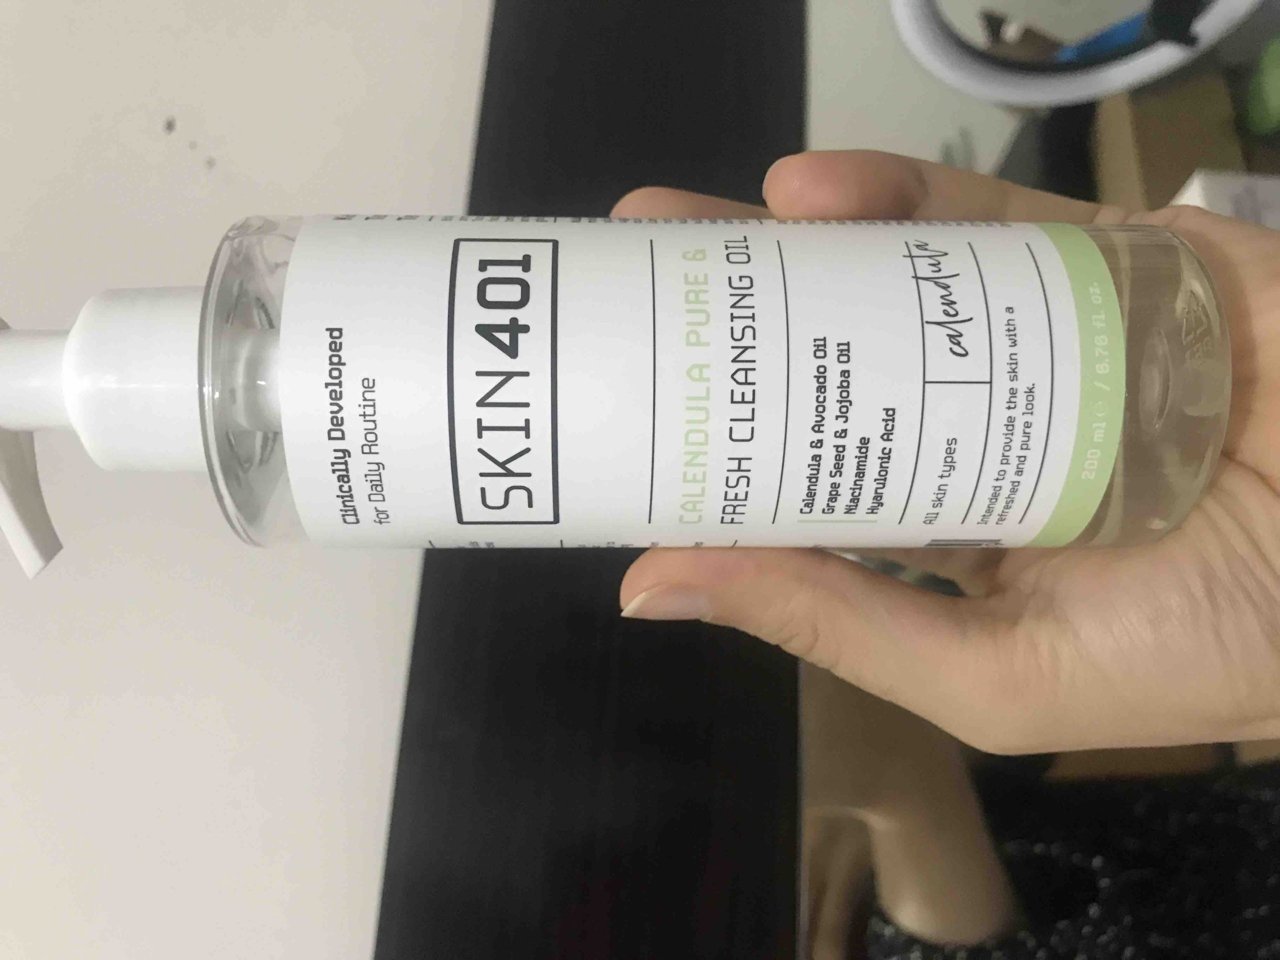 Clinically Developed
for Daily Routine
SKIN401
CALENDULA PURE &
FRESH CLEANSING OIL
Calendula & Avocado Oil
Grape Seed & Jojoba Oil
Niacinamide
Hyarulonic Acid
All skin types
calendula
Intended to provide the skin with a
refreshed and pure look.
200 ml ℮ / 6.76 fl. oz.